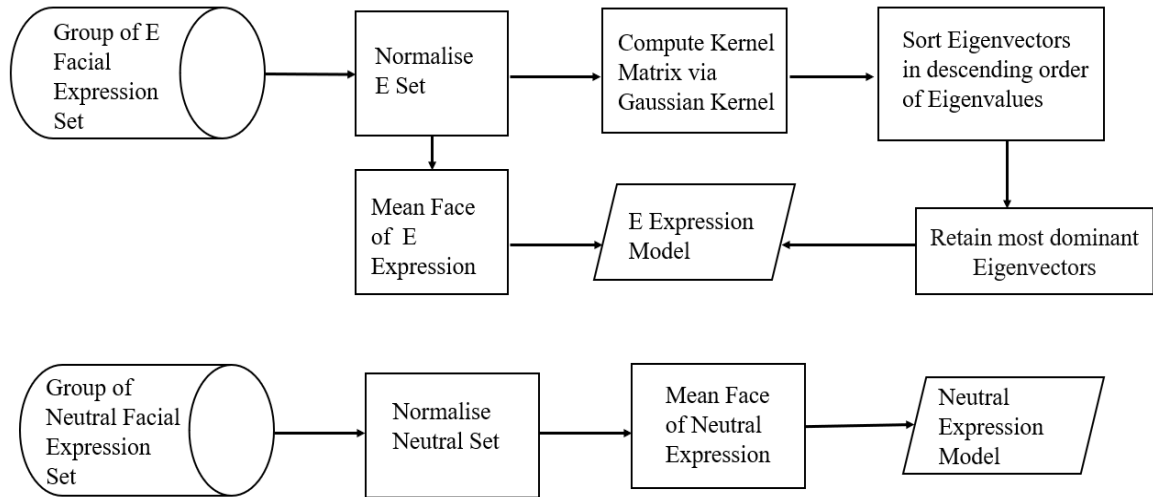 Group of E
Facial
Expression
Set
Normalise
E Set
Compute Kernel
Matrix via
Gaussian Kernel
Sort Eigenvectors
in descending order
of Eigenvalues
Mean Face
of E
Expression
E Expression
Model
Retain most dominant
Eigenvectors
Group of
Neutral Facial
Expression
Set
Normalise
Neutral Set
Mean Face
of Neutral
Expression
Neutral
Expression
Model